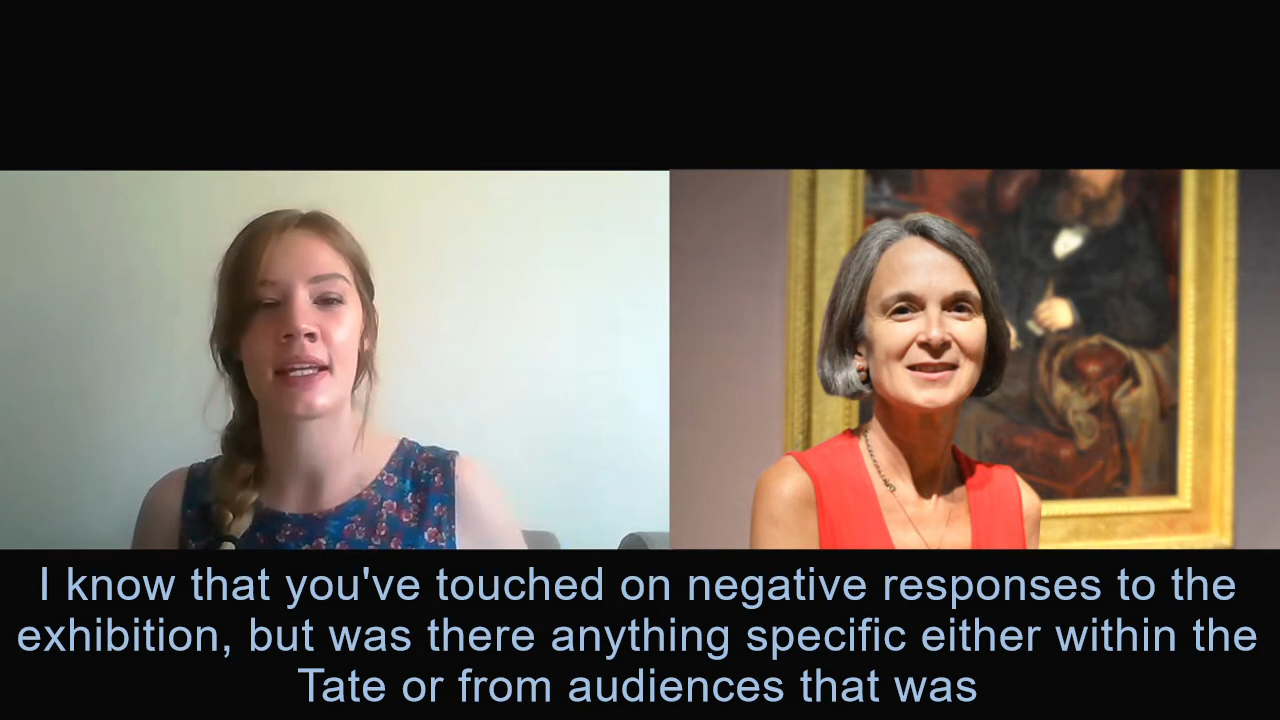 I know that you've touched on negative responses to the
exhibition, but was there anything specific either within the
Tate or from audiences that was